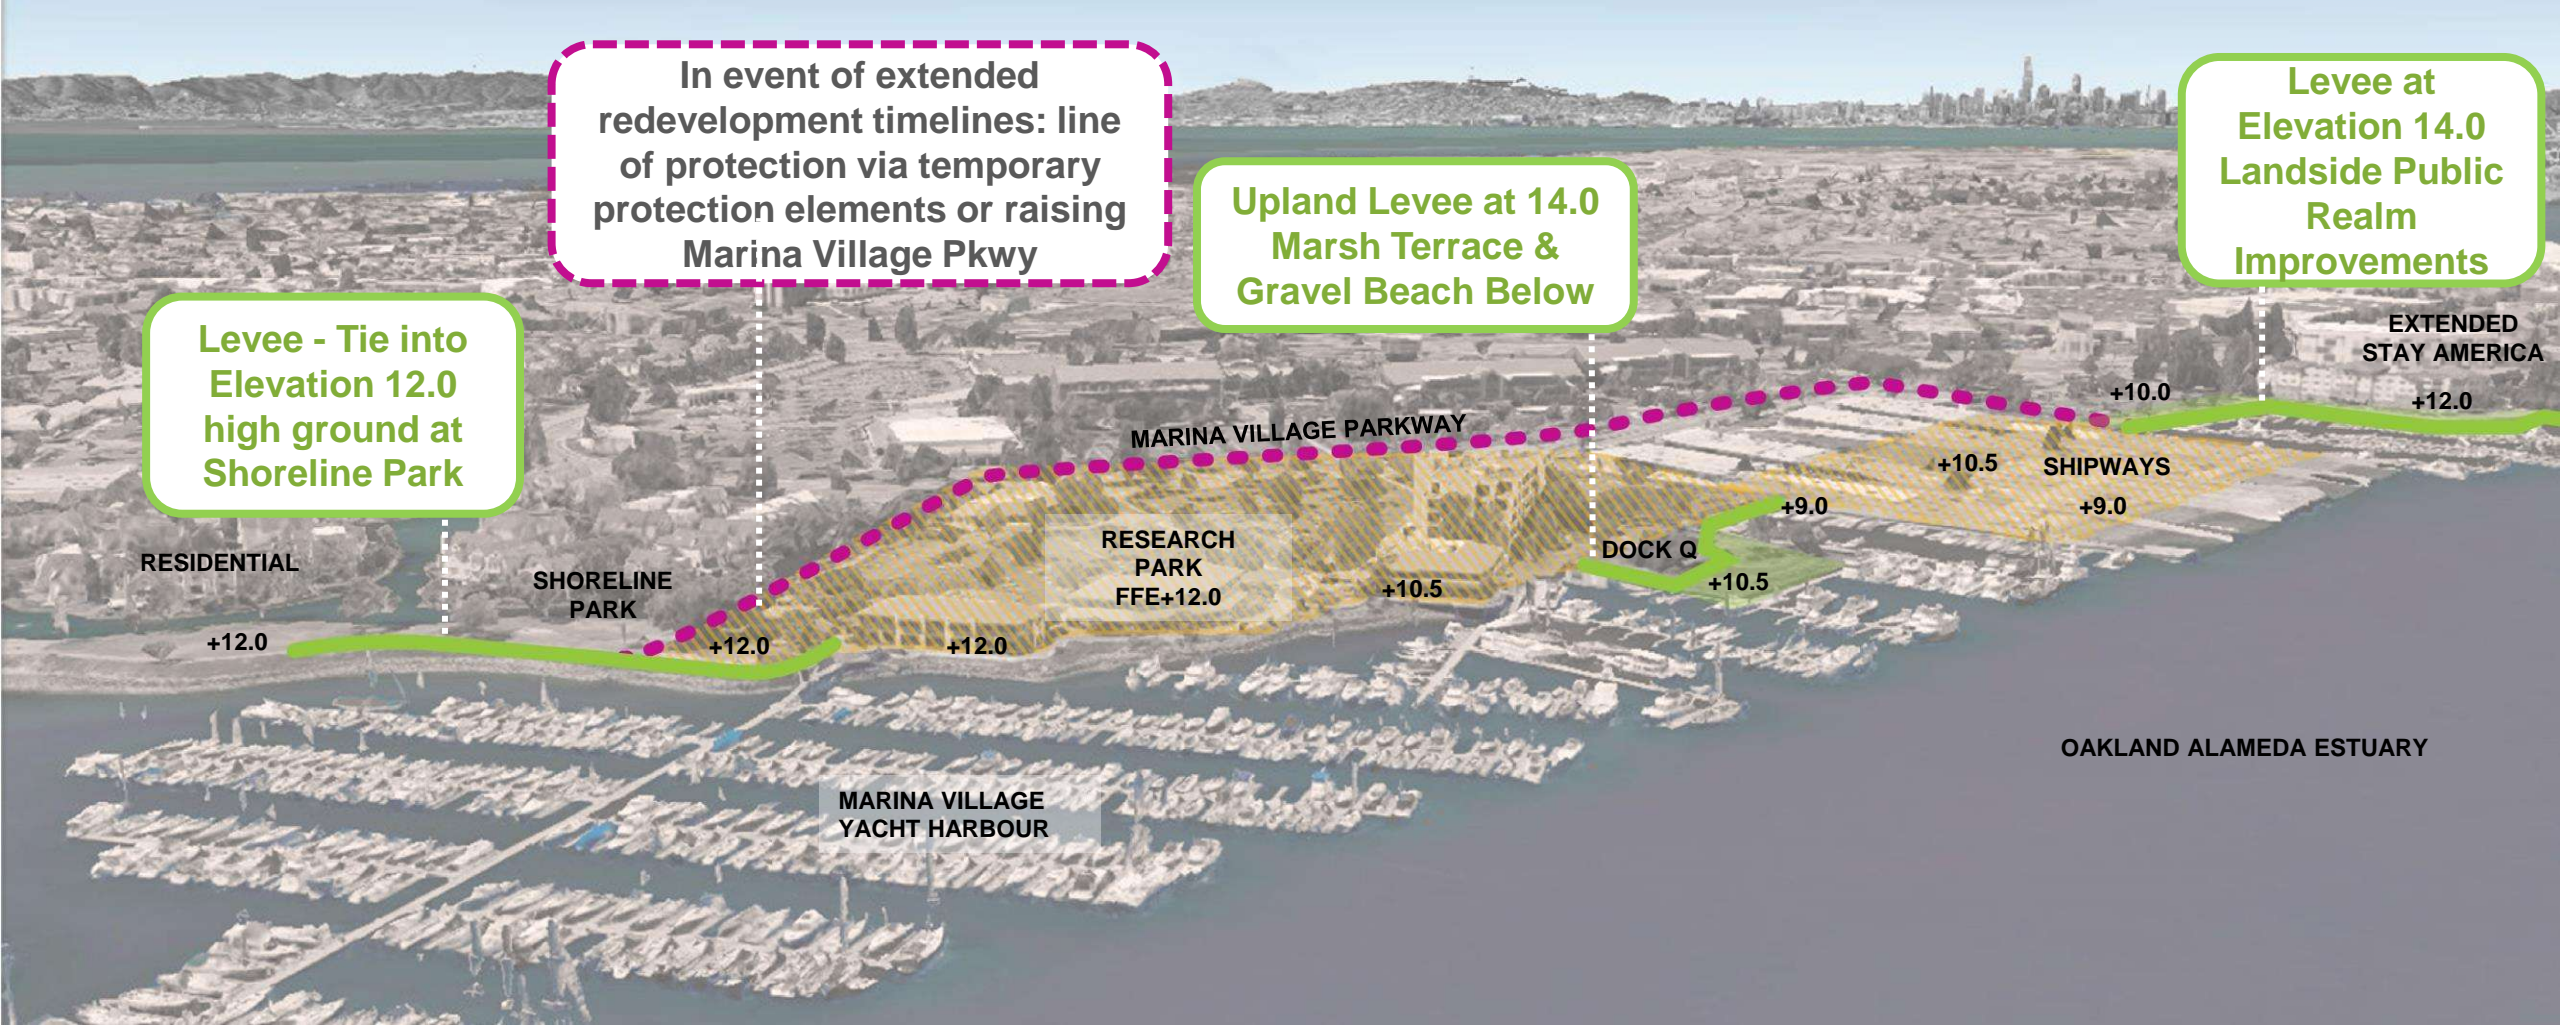 In event of extended
redevelopment timelines: line
of protection via temporary
protection elements or raising
Marina Village Pkwy
Levee at
Elevation 14.0
Landside Public
Realm
Improvements
Upland Levee at 14.0
Marsh Terrace &
Gravel Beach Below
Levee - Tie into
Elevation 12.0
high ground at
Shoreline Park
EXTENDED
STAY AMERICA
+10.0
+12.0
MARINA VILLAGE PARKWAY
+10.5
SHIPWAYS
+9.0
+9.0
RESEARCH
PARK
FFE+12.0
DOCK Q
+10.5
+10.5
RESIDENTIAL
SHORELINE
PARK
+12.0
+12.0
+12.0
OAKLAND ALAMEDA ESTUARY
MARINA VILLAGE
YACHT HARBOUR